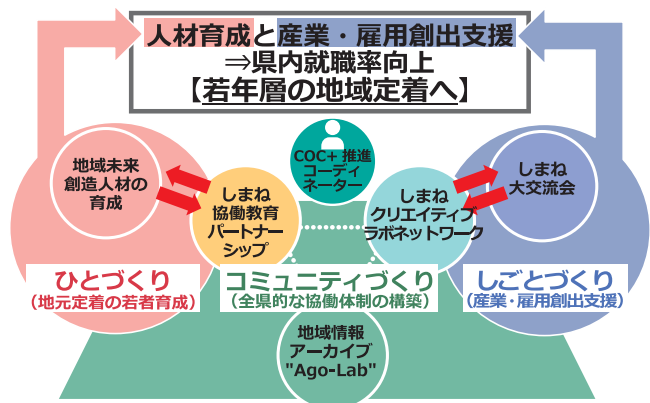 人材育成と産業・雇用創出支援
⇒県内就職率向上
【若年層の地域定着へ】
COC+ 推進
コーディ
ネーター
地域未来
創造人材の
育成
しまね
協働教育
パートナー
シップ
しまね
クリエイティブ
ラボネットワーク
しまね
大交流会
ひとづくり
（地元定着の若者育成）
コミュニティづくり
（全県的な協働体制の構築）
しごとづくり
（産業・雇用創出支援）
地域情報
アーカイブ
"Ago-Lab"